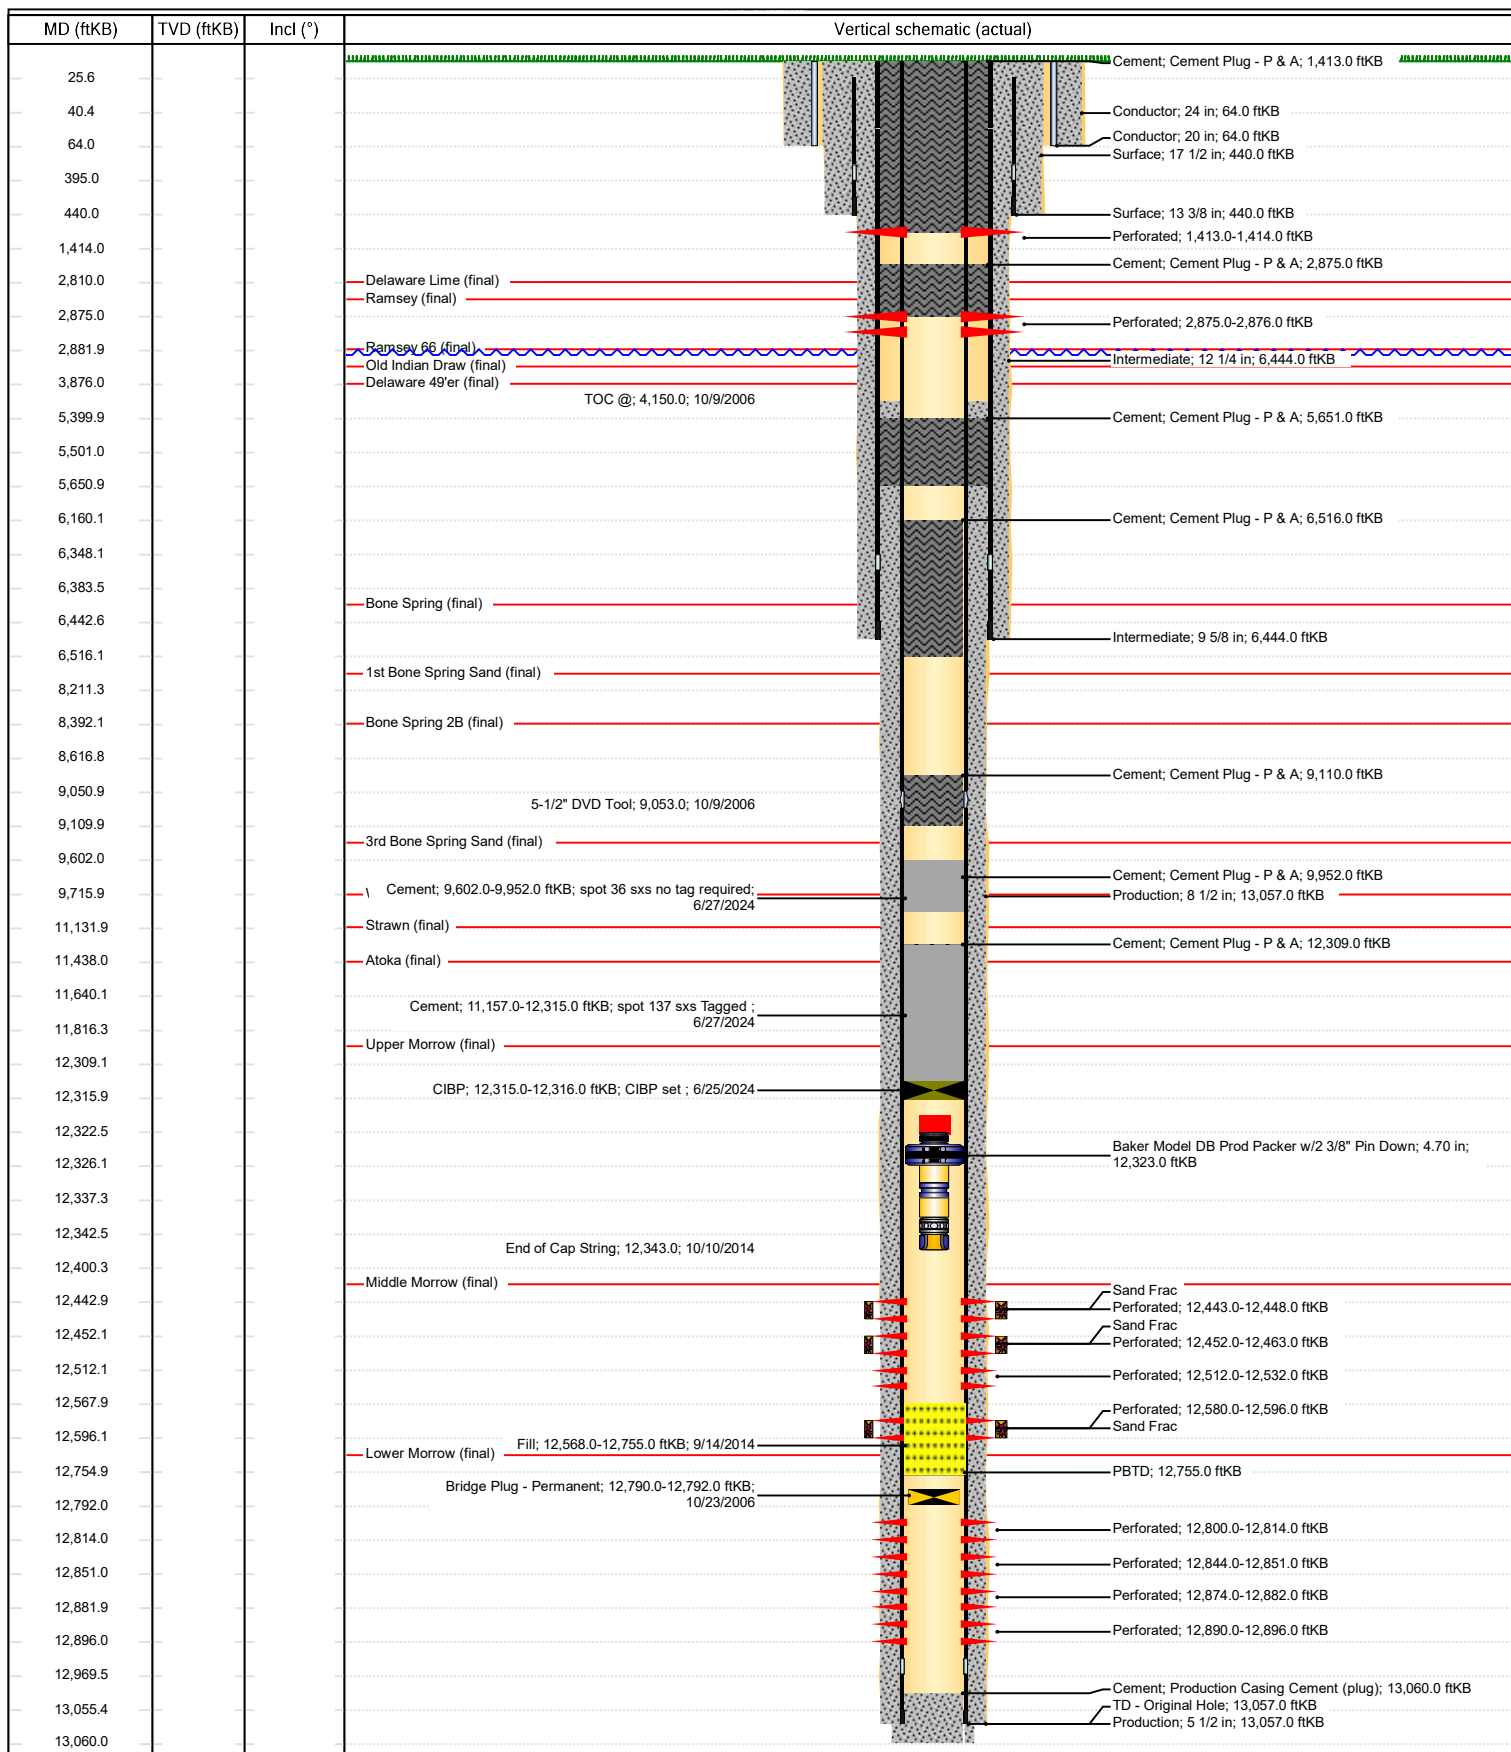 MD (ftKB)
TVD (ftKB)
Incl (°)
Vertical schematic (actual)
25.6
40.4
64.0
395.0
440.0
1,414.0
2,810.0
2,875.0
2,881.9
3,876.0
5,399.9
5,501.0
5,650.9
6,160.1
6,348.1
6,383.5
6,442.6
6,516.1
8,211.3
8,392.1
8,616.8
9,050.9
9,109.9
9,602.0
9,715.9
11,131.9
11,438.0
11,640.1
11,816.3
12,309.1
12,315.9
12,322.5
12,326.1
12,337.3
12,342.5
12,400.3
12,442.9
12,452.1
12,512.1
12,567.9
12,596.1
12,754.9
12,792.0
12,814.0
12,851.0
12,881.9
12,896.0
12,969.5
13,055.4
13,060.0
Delaware Lime (final)
Ramsey (final)
Ramsey 66 (final)
Old Indian Draw (final)
Delaware 49'er (final)
TOC @; 4,150.0; 10/9/2006
Bone Spring (final)
1st Bone Spring Sand (final)
Bone Spring 2B (final)
5-1/2" DVD Tool; 9,053.0; 10/9/2006
3rd Bone Spring Sand (final)
Cement; 9,602.0-9,952.0 ftKB; spot 36 sxs no tag required;
6/27/2024
Strawn (final)
Atoka (final)
Cement; 11,157.0-12,315.0 ftKB; spot 137 sxs Tagged ;
6/27/2024
Upper Morrow (final)
CIBP; 12,315.0-12,316.0 ftKB; CIBP set ; 6/25/2024
End of Cap String; 12,343.0; 10/10/2014
Middle Morrow (final)
Fill; 12,568.0-12,755.0 ftKB; 9/14/2014
Lower Morrow (final)
Bridge Plug - Permanent; 12,790.0-12,792.0 ftKB;
10/23/2006
Cement; Cement Plug - P & A; 1,413.0 ftKB
Conductor; 24 in; 64.0 ftKB
Conductor; 20 in; 64.0 ftKB
Surface; 17 1/2 in; 440.0 ftKB
Surface; 13 3/8 in; 440.0 ftKB
Perforated; 1,413.0-1,414.0 ftKB
Cement; Cement Plug - P & A; 2,875.0 ftKB
Perforated; 2,875.0-2,876.0 ftKB
Intermediate; 12 1/4 in; 6,444.0 ftKB
Cement; Cement Plug - P & A; 5,651.0 ftKB
Cement; Cement Plug - P & A; 6,516.0 ftKB
Intermediate; 9 5/8 in; 6,444.0 ftKB
Cement; Cement Plug - P & A; 9,110.0 ftKB
Cement; Cement Plug - P & A; 9,952.0 ftKB
Production; 8 1/2 in; 13,057.0 ftKB
Cement; Cement Plug - P & A; 12,309.0 ftKB
Baker Model DB Prod Packer w/2 3/8" Pin Down; 4.70 in;
12,323.0 ftKB
Sand Frac
Perforated; 12,443.0-12,448.0 ftKB
Sand Frac
Perforated; 12,452.0-12,463.0 ftKB
Perforated; 12,512.0-12,532.0 ftKB
Perforated; 12,580.0-12,596.0 ftKB
Sand Frac
PBTD; 12,755.0 ftKB
Perforated; 12,800.0-12,814.0 ftKB
Perforated; 12,844.0-12,851.0 ftKB
Perforated; 12,874.0-12,882.0 ftKB
Perforated; 12,890.0-12,896.0 ftKB
Cement; Production Casing Cement (plug); 13,060.0 ftKB
TD - Original Hole; 13,057.0 ftKB
Production; 5 1/2 in; 13,057.0 ftKB